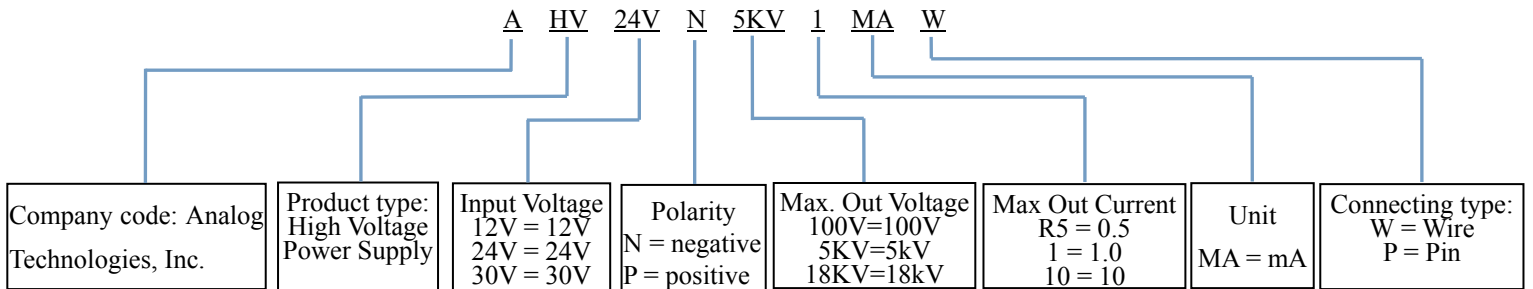 A HV 24V N 5KV 1 MA W
Company code: Analog
Technologies, Inc.
Product type:
High Voltage
Power Supply
Input Voltage
12V = 12V
24V = 24V
30V = 30V
Polarity
N = negative
P = positive
Max. Out Voltage
100V=100V
5KV=5kV
18KV=18kV
Max Out Current
R5 = 0.5
1 = 1.0
10 = 10
Unit
MA = mA
Connecting type:
W = Wire
P = Pin